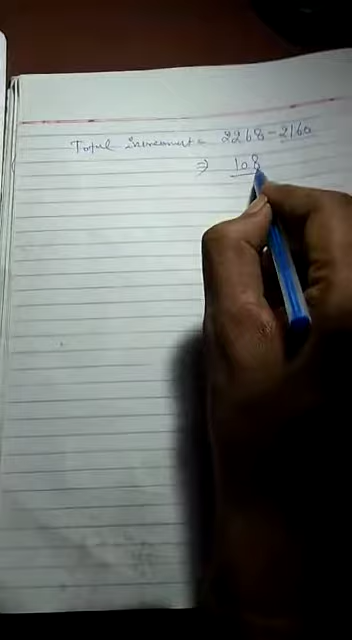 Total Increment = 2268 - 2160
⇒ 108